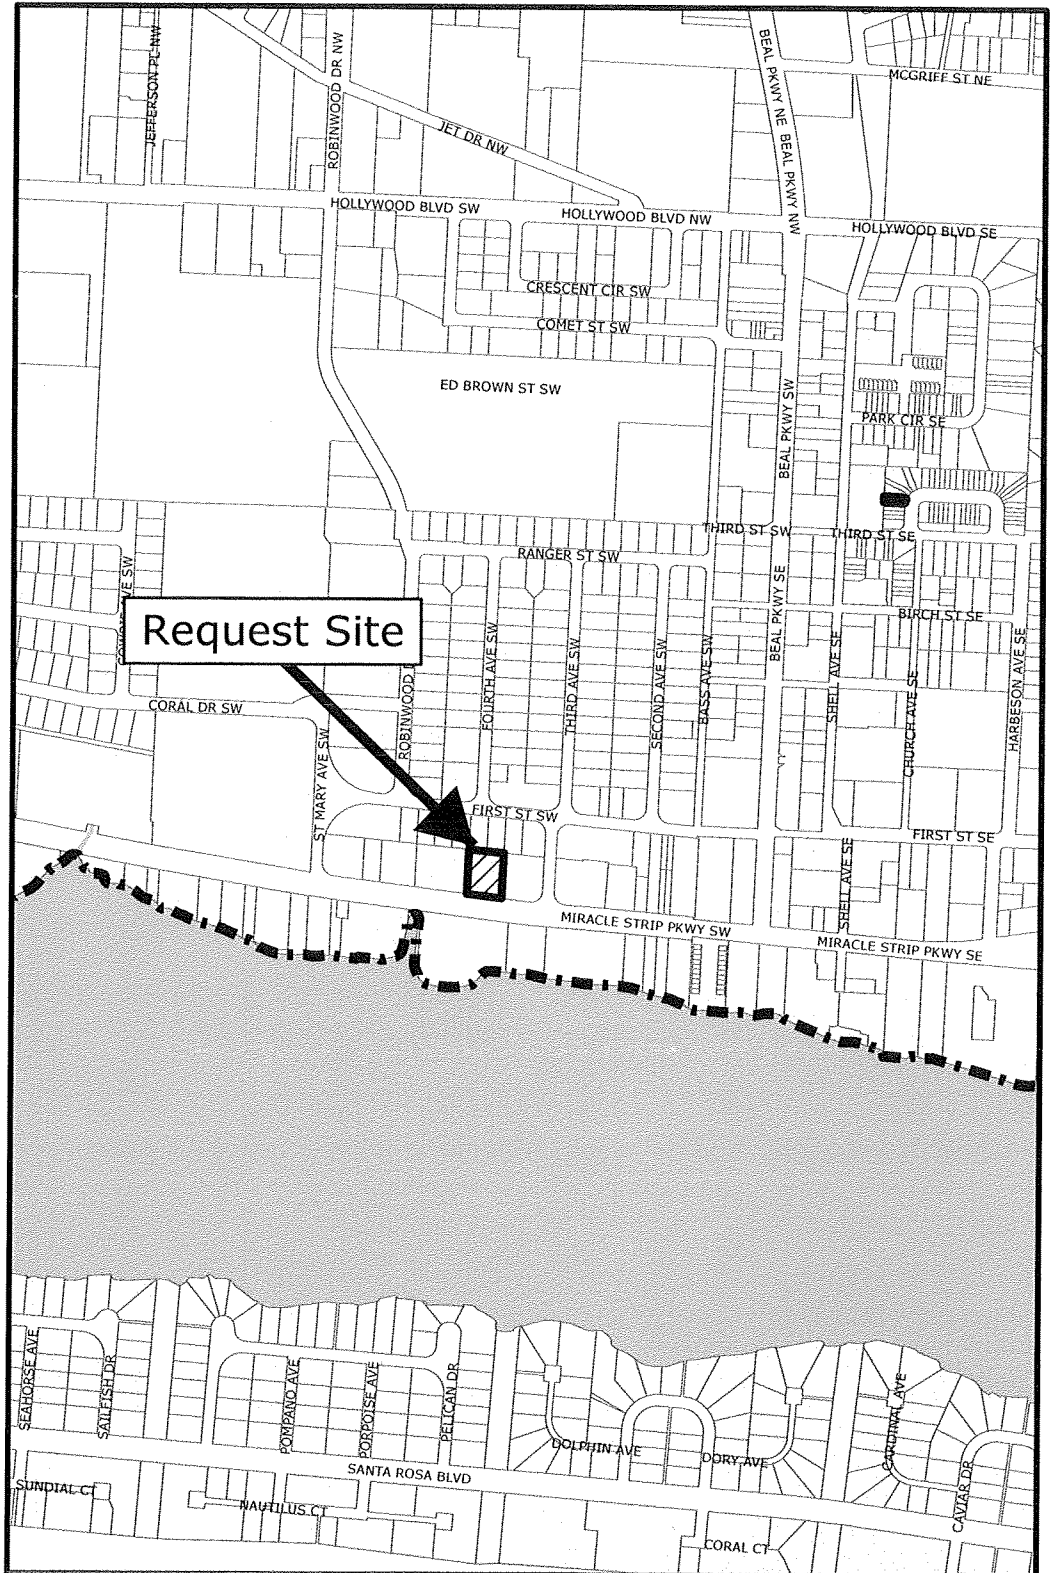 JEFFERSON PL NW
ROBINWOOD DR NW
JET DR NW
BEAL PKWY NE BEAL PKWY NW
MCGRIFF ST NE
HOLLYWOOD BLVD SW
HOLLYWOOD BLVD NW
HOLLYWOOD BLVD SE
CRESCENT CIR SW
COMET ST SW
ED BROWN ST SW
BEAL PKWY SW
PARK CIR SE
THIRD ST SW
THIRD ST SE
RANGER ST SW
BEAL PKWY SE
BIRCH ST SE
AVE SW
Request Site
ROBINWOOD
FOURTH AVE SW
THIRD AVE SW
SECOND AVE SW
BASS AVE SW
SHELL AVE SE
CHURCH AVE SE
HARBESON AVE SE
CORAL DR SW
ST MARY AVE SW
FIRST ST SW
FIRST ST SE
SHELL AVE SE
MIRACLE STRIP PKWY SW
MIRACLE STRIP PKWY SE
SEAHORSE AVE
SAILFISH DR
POMPANO AVE
PORPOISE AVE
PELICAN DR
DOLPHIN AVE
DORY AVE
CARDINAL AVE
CAVIAR DR
SANTA ROSA BLVD
SUNDIAL CT
NAUTILUS CT
CORAL CT